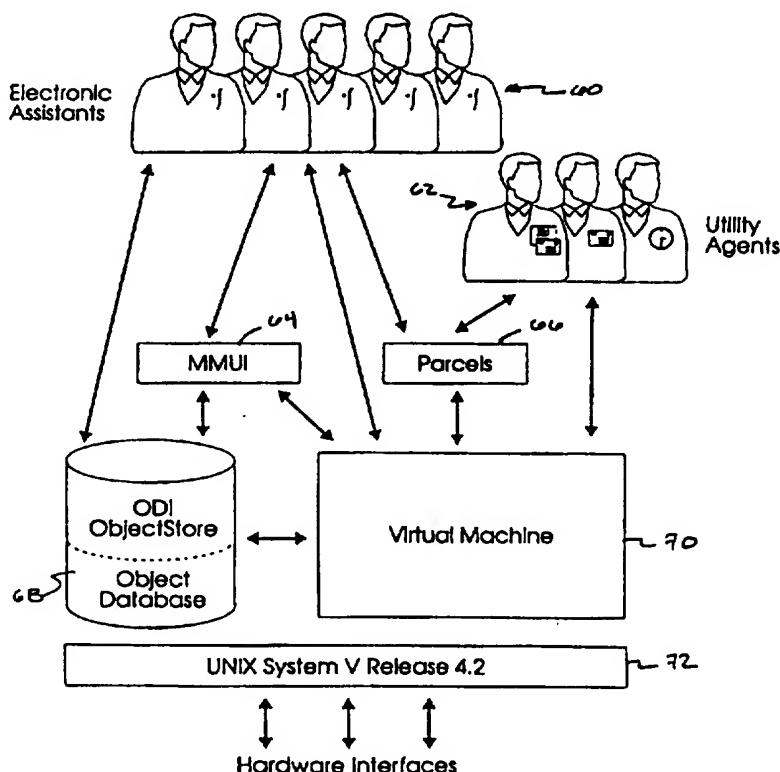 Electronic
Assistants
60
62
Utility
Agents
64
MMUI
66
Parcels
ODI
ObjectStore
Object
Database
68
Virtual Machine
70
UNIX System V Release 4.2
72
Hardware Interfaces